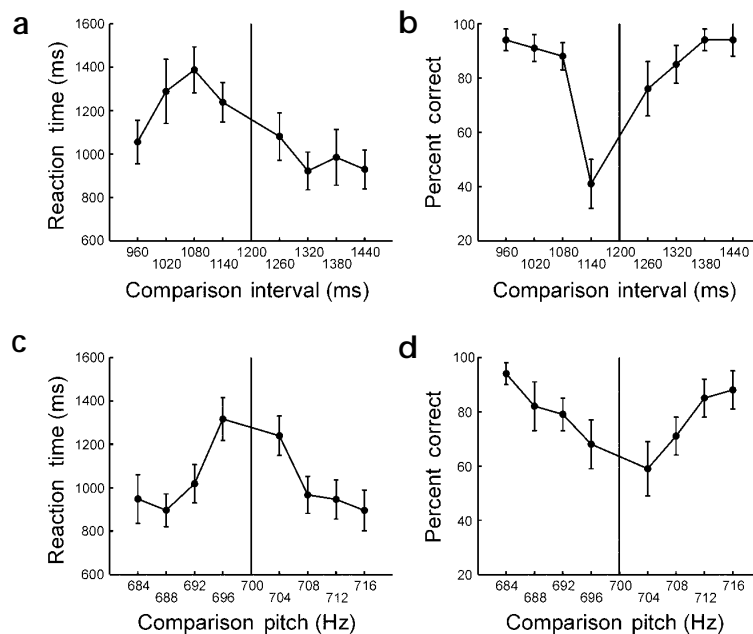 a
Reaction time (ms)
1600
1400
1200
1000
800
600
960 1080 1200 1320 1440
1020 1140 1260 1380
Comparison interval (ms)
b
Percent correct
100
80
60
40
20
960 1080 1200 1320 1440
1020 1140 1260 1380
Comparison interval (ms)
c
Reaction time (ms)
1600
1400
1200
1000
800
600
684 692 700 708 716
688 696 704 712
Comparison pitch (Hz)
d
Percent correct
100
80
60
40
20
684 692 700 708 716
688 696 704 712
Comparison pitch (Hz)